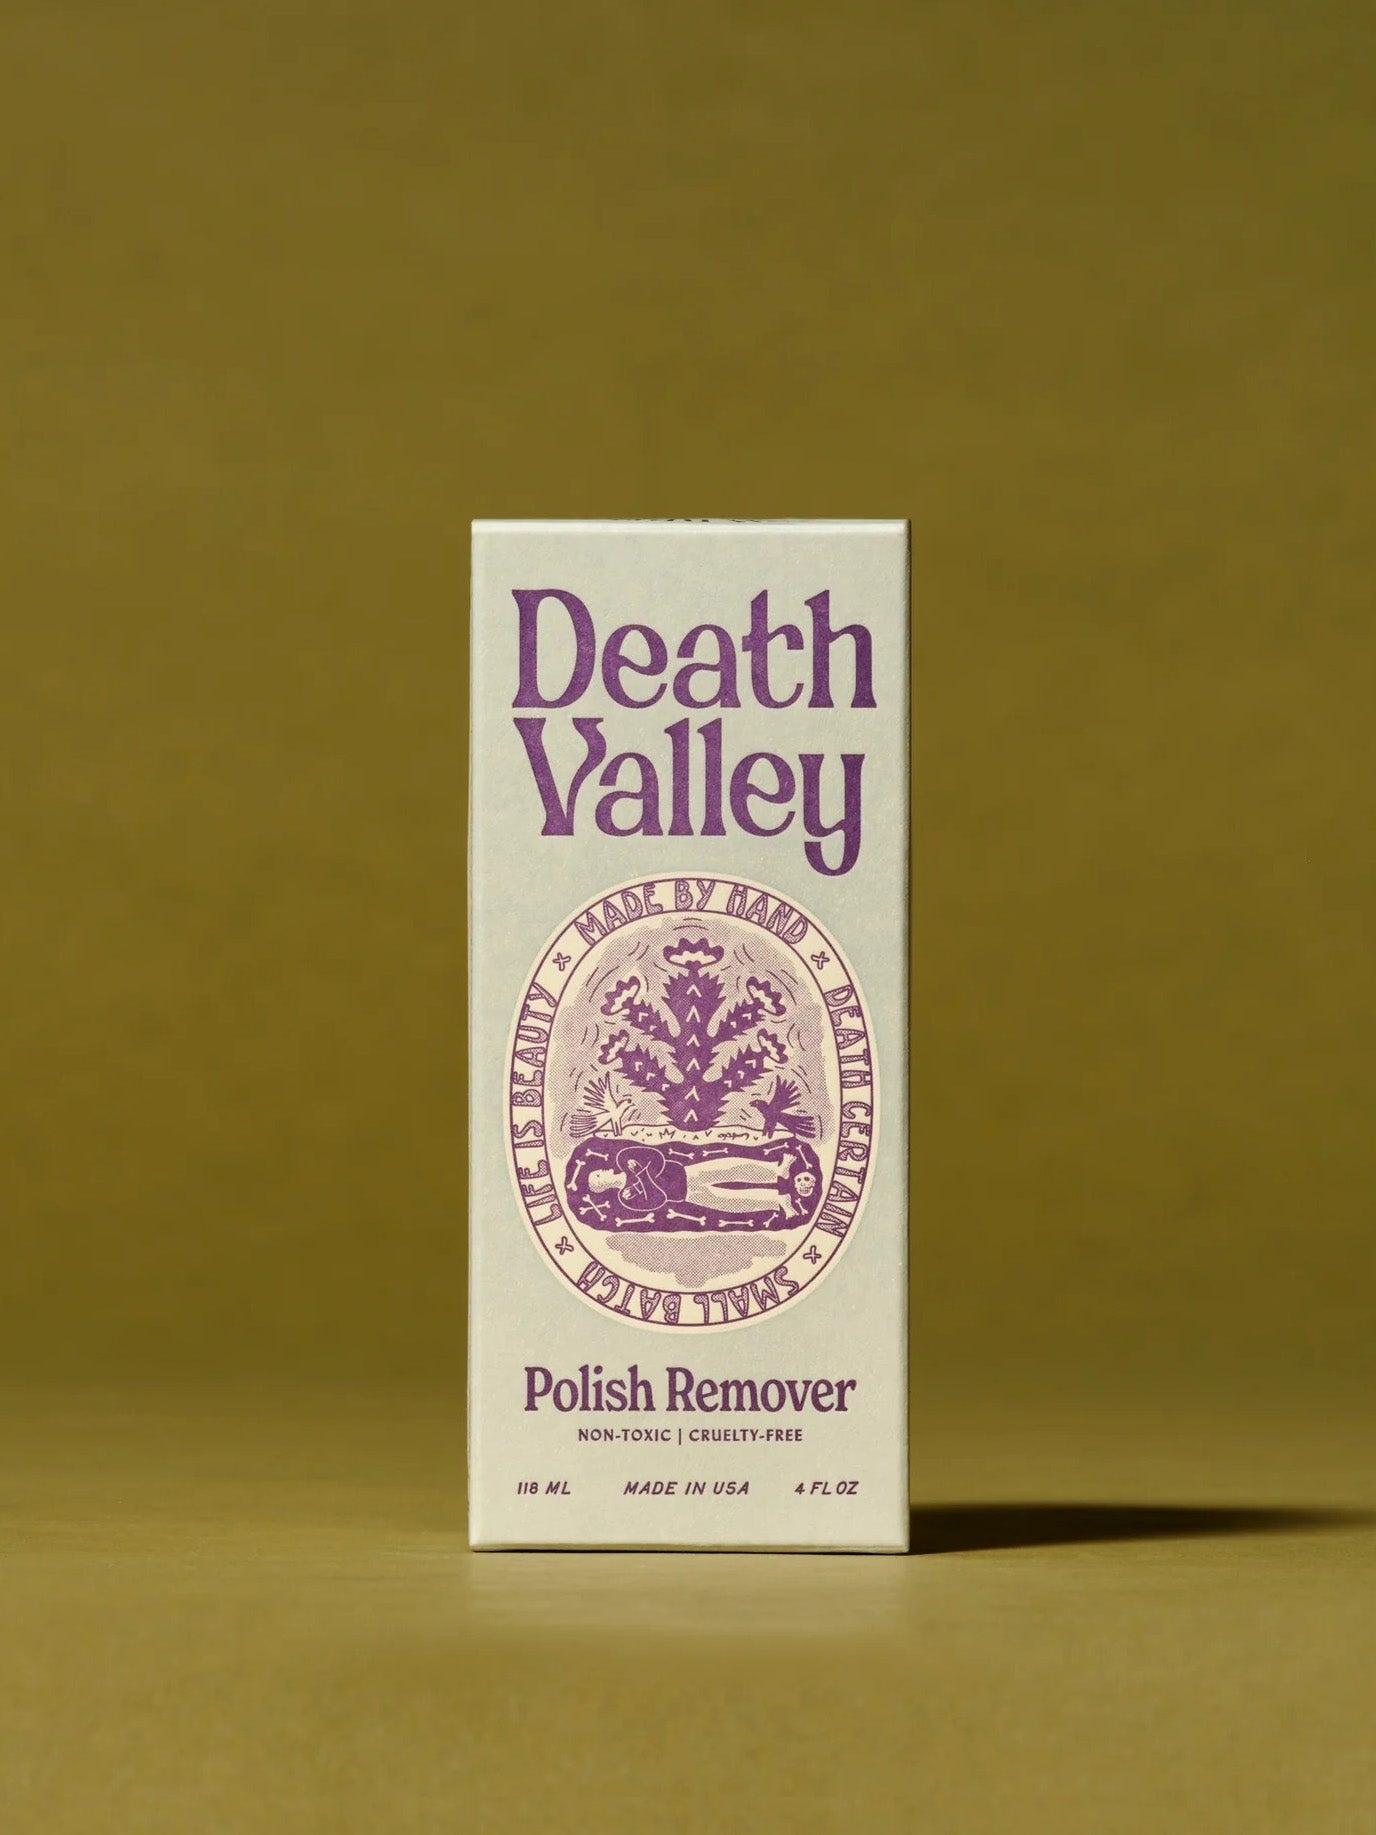 Death
Valley
MADE BY HAND
DEATH CERTAIN
SMALL BATCH
LIFE IS BEAUTY
Polish Remover
NON-TOXIC | CRUELTY-FREE
118 ML MADE IN USA 4 FL OZ